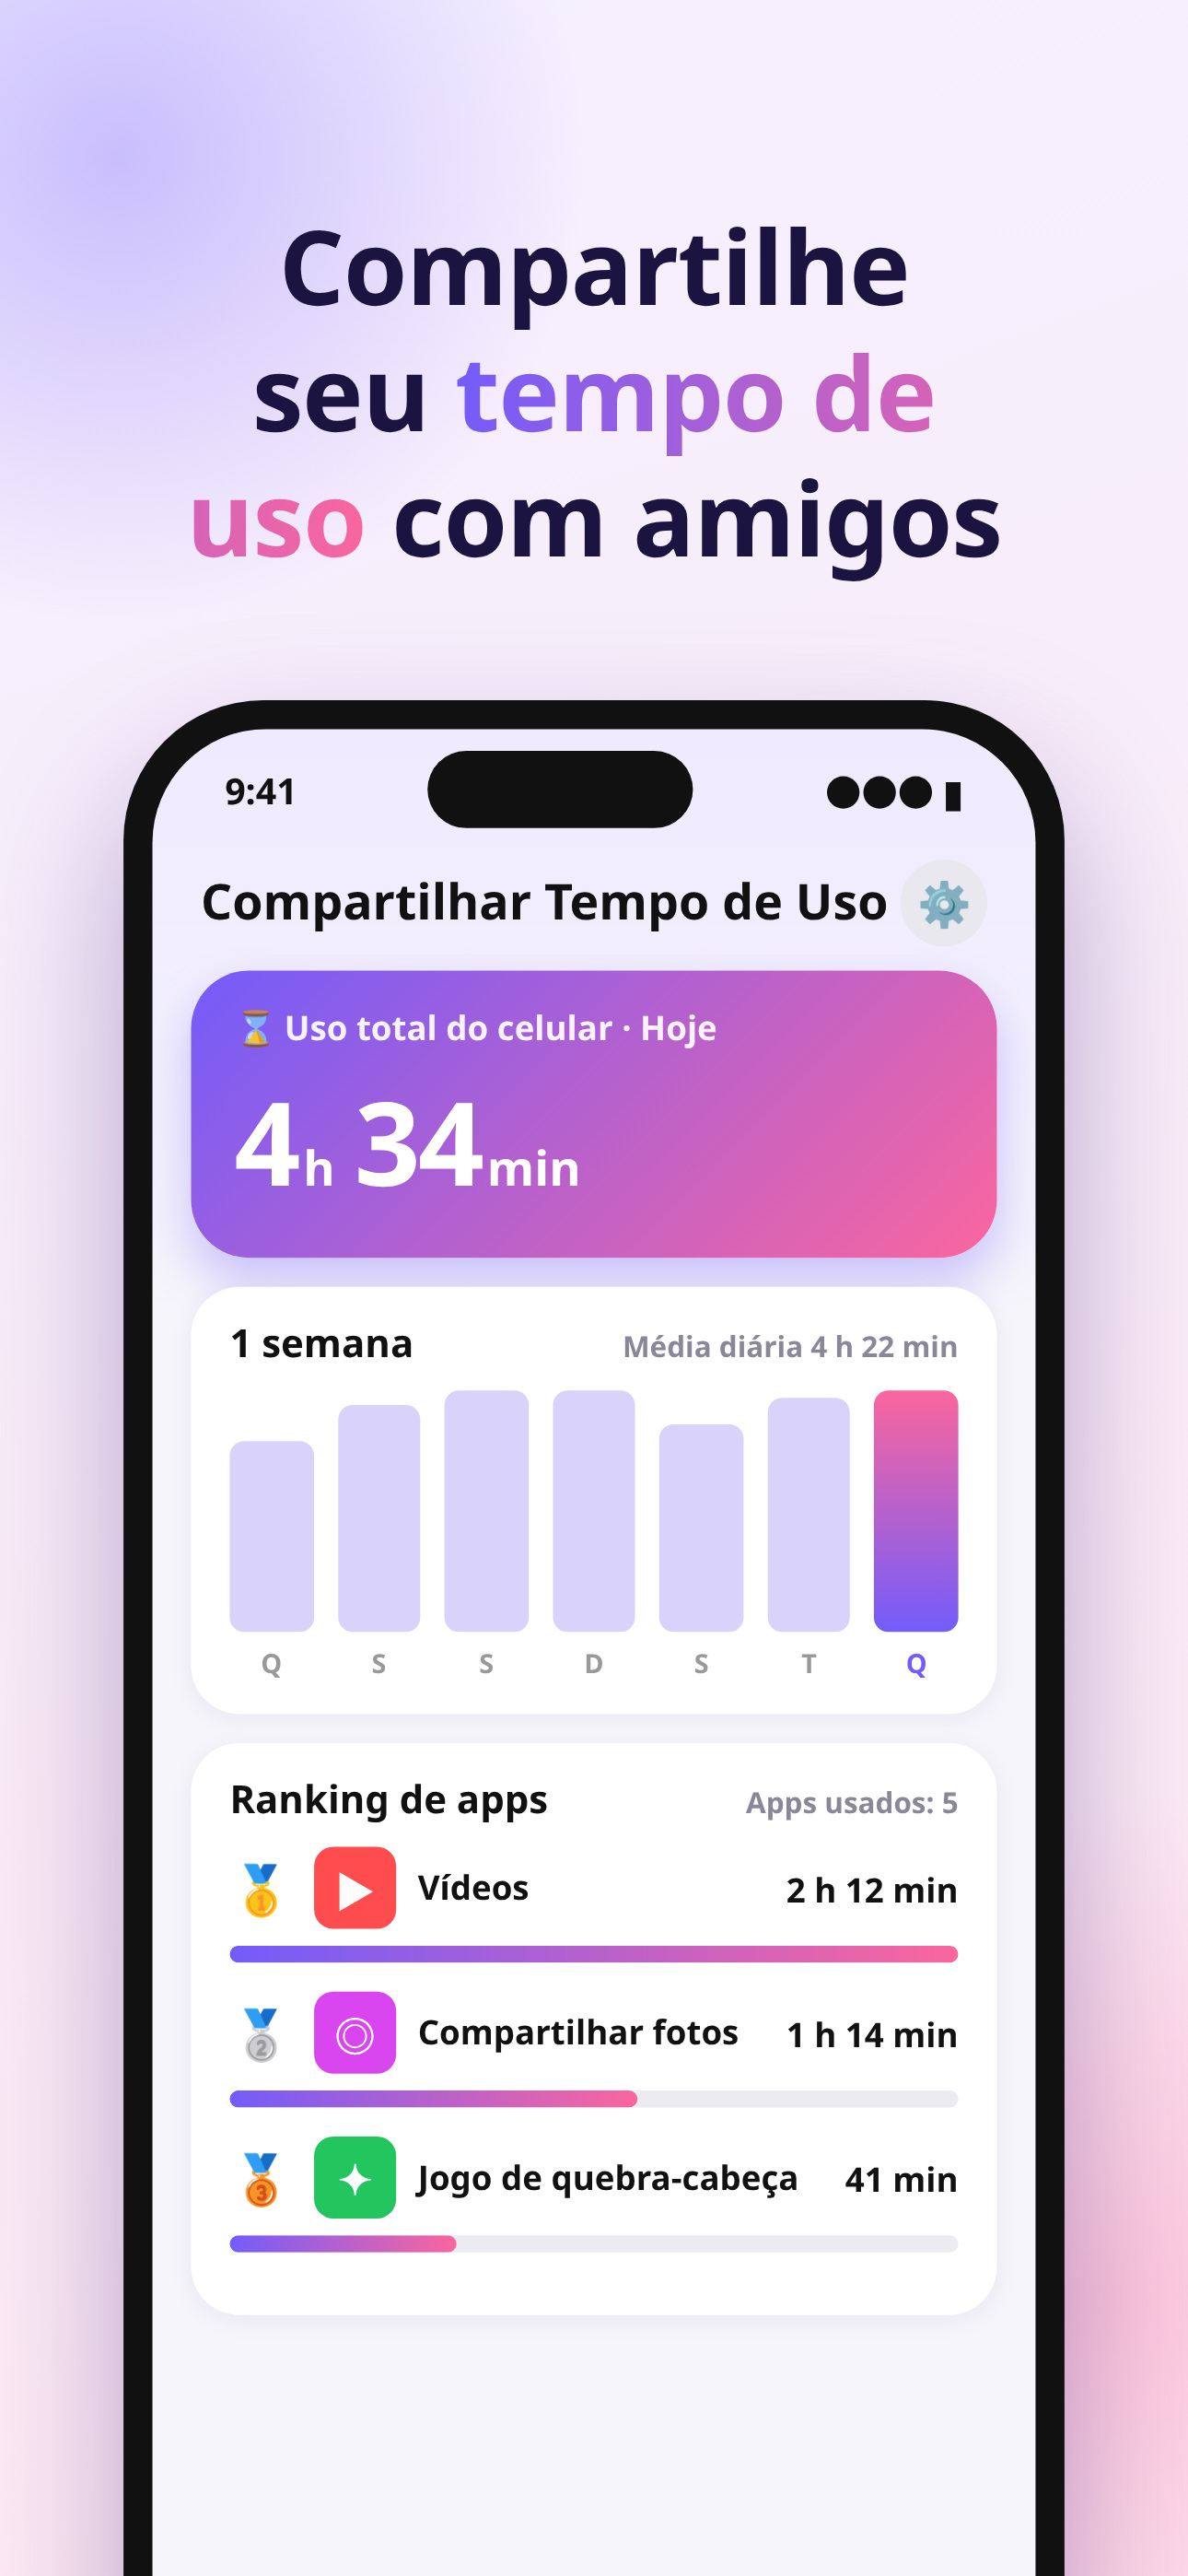 Compartilhe
seu tempo de
uso com amigos
9:41
Compartilhar Tempo de Uso
⌛ Uso total do celular · Hoje
4h 34min
1 semana
Média diária 4 h 22 min
Q S S D S T Q
Ranking de apps
Apps usados: 5
🥇 Vídeos 2 h 12 min
🥈 Compartilhar fotos 1 h 14 min
🥉 Jogo de quebra-cabeça 41 min